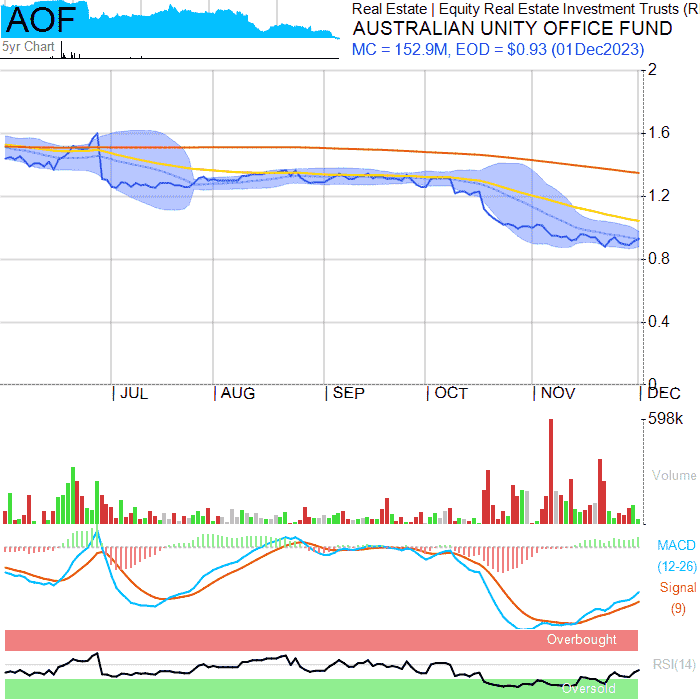 AOF
5yr Chart
Real Estate | Equity Real Estate Investment Trusts (R
AUSTRALIAN UNITY OFFICE FUND
MC = 152.9M, EOD = $0.93 (01Dec2023)
2
1.6
1.2
0.8
0.4
0
JUL AUG SEP OCT NOV DEC
598k
Volume
MACD
(12-26)
Signal
(9)
Overbought
RSI(14)
Oversold